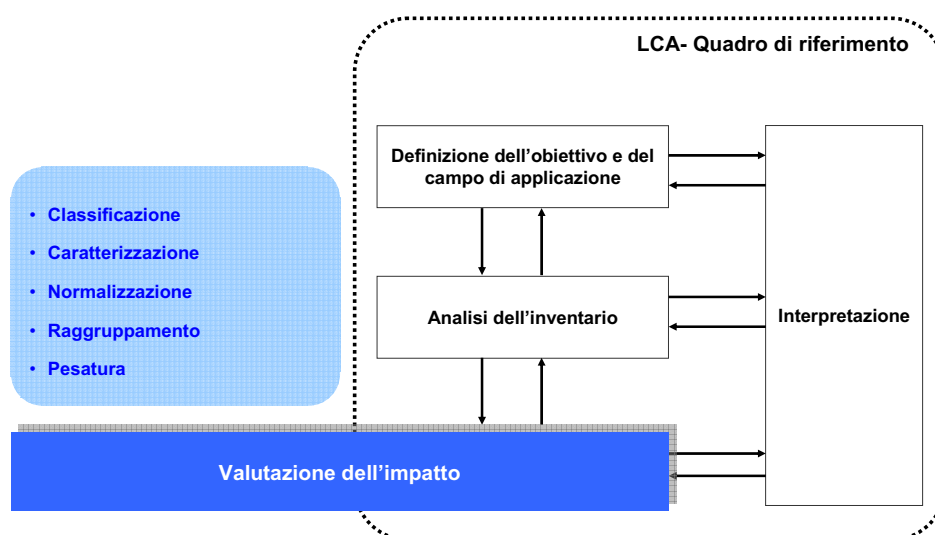 LCA- Quadro di riferimento
Definizione dell'obiettivo e del
campo di applicazione
• Classificazione
• Caratterizzazione
• Normalizzazione
• Raggruppamento
• Pesatura
Analisi dell'inventario
Interpretazione
Valutazione dell'impatto